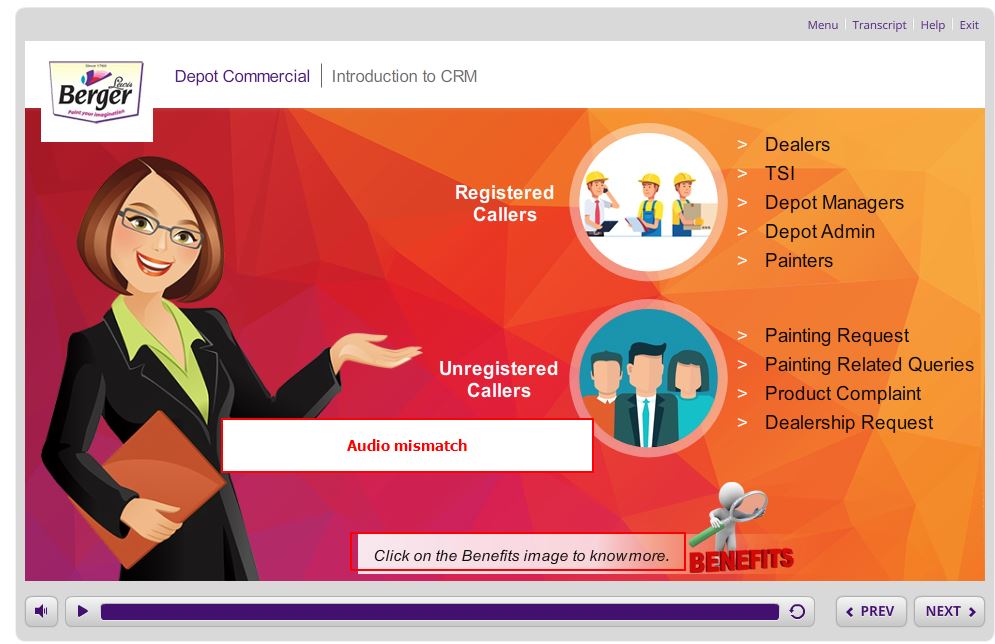 Menu Transcript Help Exit
Since 1760
Lewis
Berger
Paint your imagination
Depot Commercial Introduction to CRM
Registered
Callers
> Dealers
> TSI
> Depot Managers
> Depot Admin
> Painters
Unregistered
Callers
> Painting Request
> Painting Related Queries
> Product Complaint
> Dealership Request
Audio mismatch
Click on the Benefits image to knowmore.
BENEFITS
PREV
NEXT